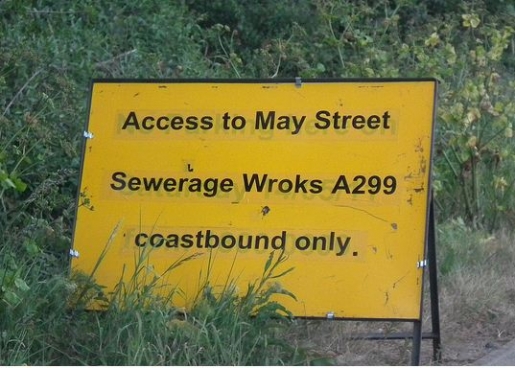 Access to May Street
Sewerage Wroks A299
coastbound only.